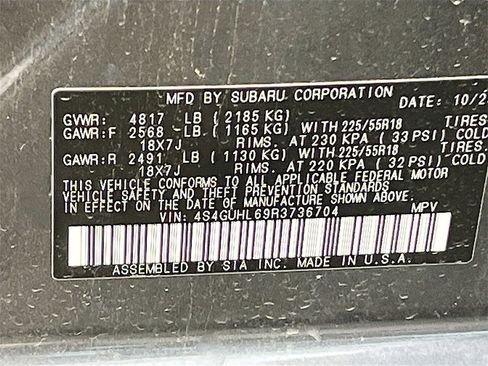 MFD BY SUBARU CORPORATION DATE: 10/2
GVWR: 4817 LB (2185 KG) TIRES
GAWR:F 2568 LB (1165 KG) WITH 225/55R18
18X7J RIMS. AT 230 KPA (33 PSI) COLD
GAWR:R 2491 LB (1130 KG) WITH 225/55R18 TIRES.
18X7J RIMS. AT 220 KPA (32 PSI) COLD
THIS VEHICLE CONFORMS TO ALL APPLICABLE FEDERAL MOTOR
VEHICLE SAFETY AND THEFT PREVENTION STANDARDS IN
EFFECT ON THE DATE OF MANUFACTURE SHOWN ABOVE.
VIN: 4S4GUHL69R3736704 MPV
ASSEMBLED BY SIA INC. MADE IN U.S.A.